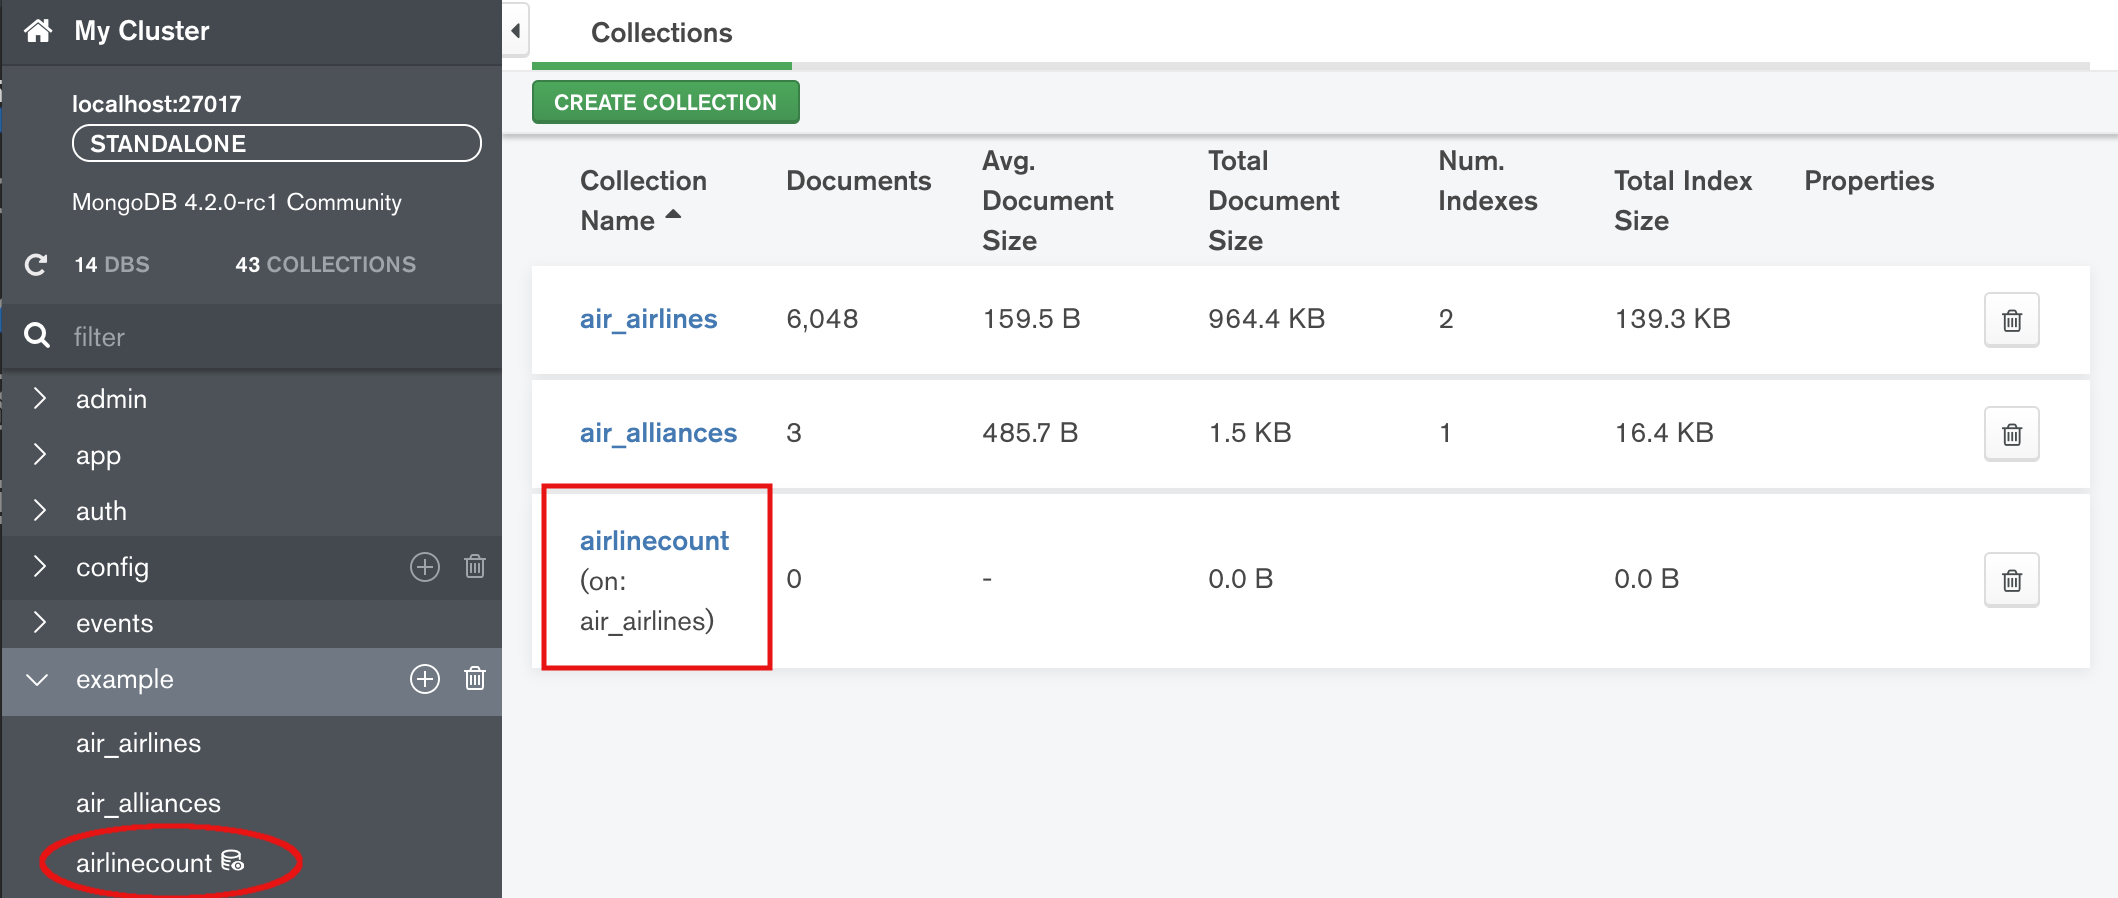 My Cluster
localhost:27017
STANDALONE
MongoDB 4.2.0-rc1 Community
14 DBS 43 COLLECTIONS
filter
admin
app
auth
config
events
example
air_airlines
air_alliances
airlinecount
Collections
CREATE COLLECTION
Collection Name Documents Avg. Document Size Total Document Size Num. Indexes Total Index Size Properties
air_airlines 6,048 159.5 B 964.4 KB 2 139.3 KB
air_alliances 3 485.7 B 1.5 KB 1 16.4 KB
airlinecount
(on:
air_airlines)
0 - 0.0 B 0.0 B